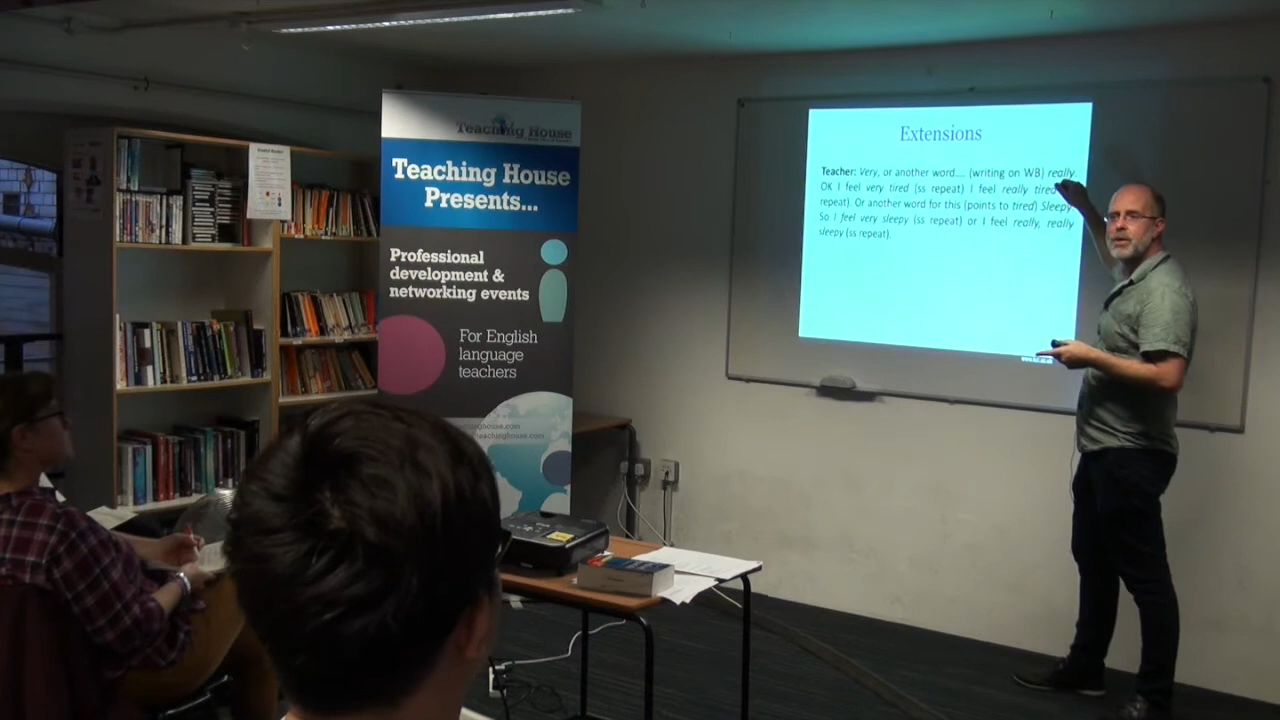 Teaching House
Teaching House
Presents...
Professional
development &
networking events
For English
language
teachers
Extensions
Teacher: Very, or another word.... (writing on WB) really.
OK I feel very tired (ss repeat) I feel really tired
repeat). Or another word for this (points to tired) Sleepy.
So I feel very sleepy (ss repeat) or I feel really, really
sleepy (ss repeat).